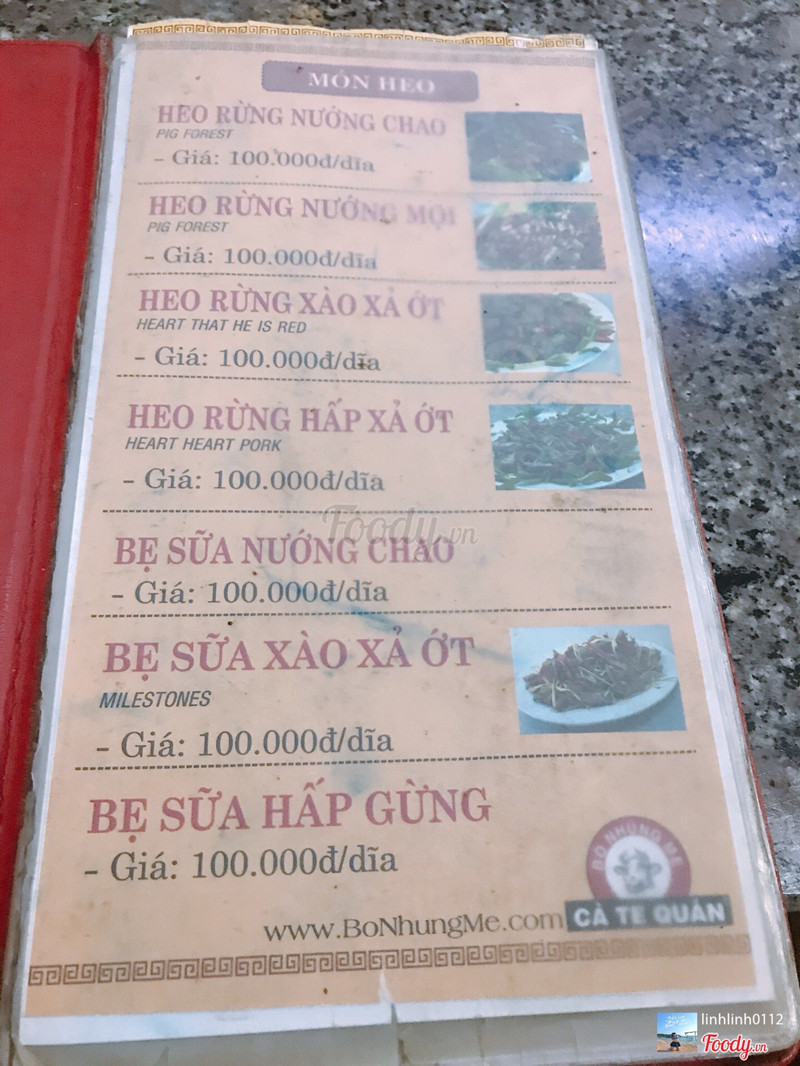 MÓN HEO
HEO RỪNG NƯỚNG CHAO
PIG FOREST
- Giá: 100.000đ/dĩa
HEO RỪNG NƯỚNG MỌI
PIG FOREST
- Giá: 100.000đ/dĩa
HEO RỪNG XÀO XẢ ỚT
HEART THAT HE IS RED
- Giá: 100.000đ/dĩa
HEO RỪNG HẤP XẢ ỚT
HEART HEART PORK
- Giá: 100.000đ/dĩa
Foody.vn
BẸ SỮA NƯỚNG CHAO
- Giá: 100.000đ/dĩa
BẸ SỮA XÀO XẢ ỚT
MILESTONES
- Giá: 100.000đ/dĩa
BẸ SỮA HẤP GỪNG
- Giá: 100.000đ/dĩa
BÒ NHÚNG ME
CÀ TE QUÁN
www.BoNhungMe.com
linhlinh0112
Foody.vn